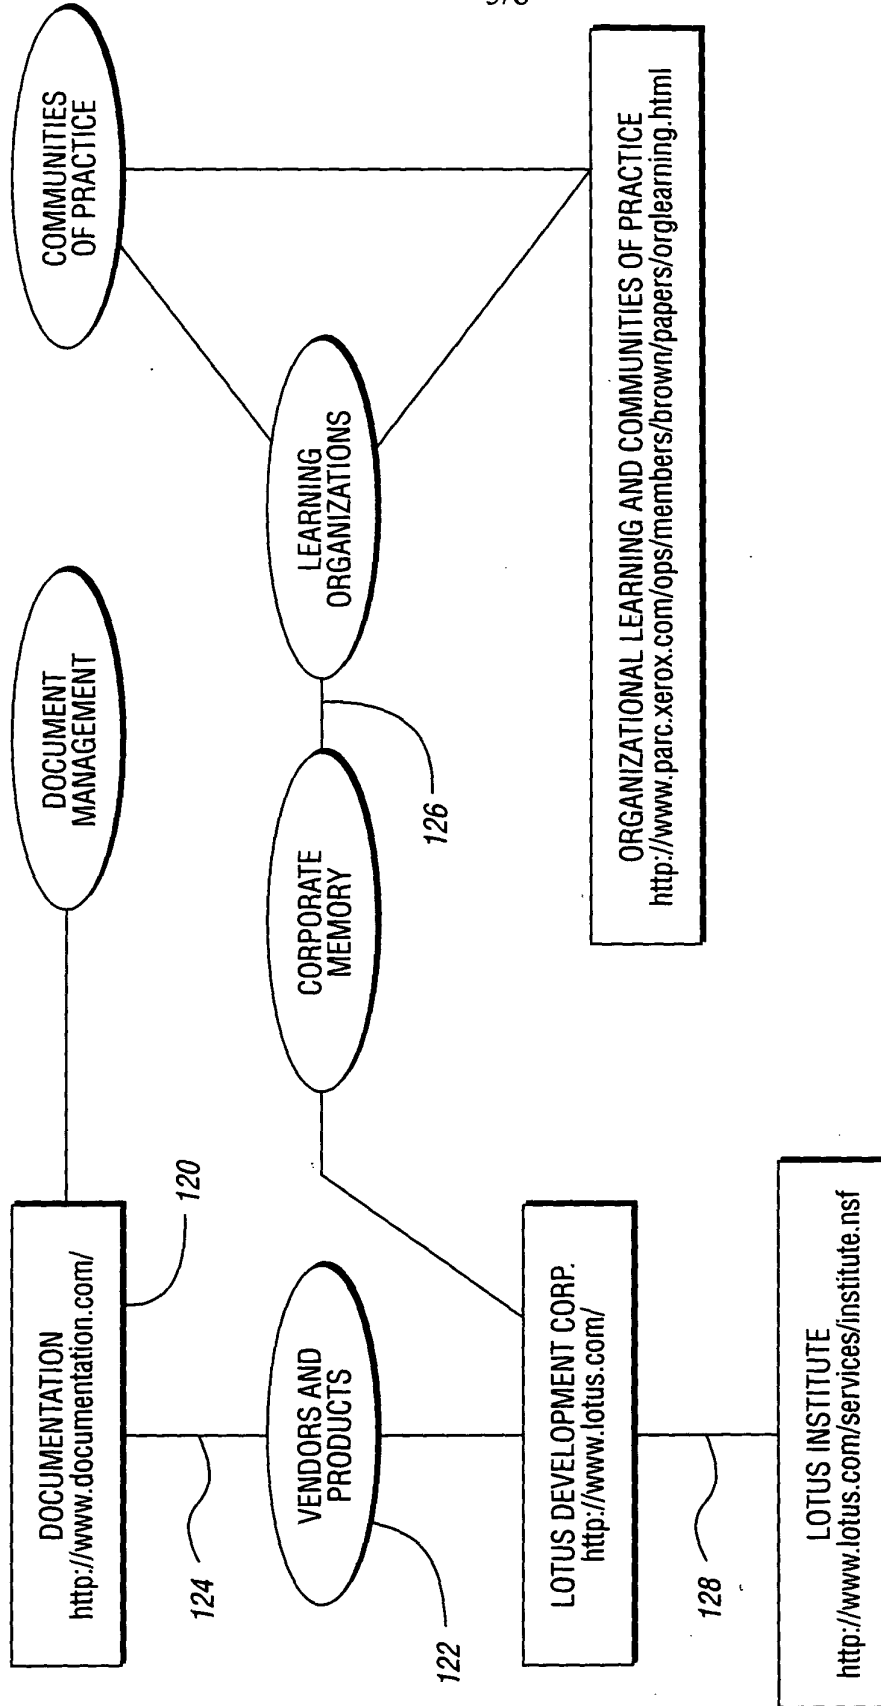 5/8
DOCUMENTATION
http://www.documentation.com/
120
DOCUMENT
MANAGEMENT
COMMUNITIES
OF PRACTICE
124
VENDORS AND
PRODUCTS
122
CORPORATE
MEMORY
126
LEARNING
ORGANIZATIONS
LOTUS DEVELOPMENT CORP.
http://www.lotus.com/
128
ORGANIZATIONAL LEARNING AND COMMUNITIES OF PRACTICE
http://www.parc.xerox.com/ops/members/brown/papers/orglearning.html
LOTUS INSTITUTE
http://www.lotus.com/services/institute.nsf